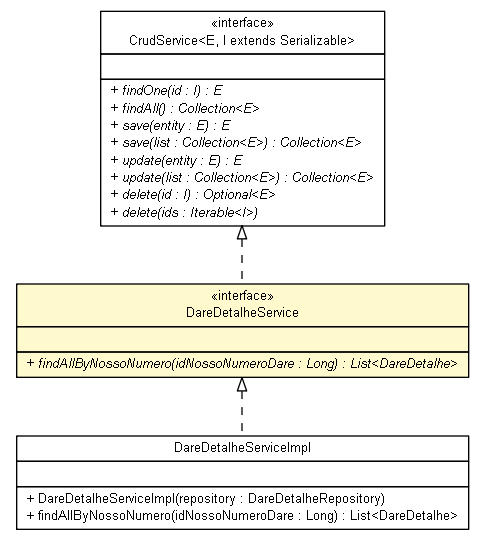 «interface»
CrudService<E, I extends Serializable>
+ findOne(id : I) : E
+ findAll() : Collection<E>
+ save(entity : E) : E
+ save(list : Collection<E>) : Collection<E>
+ update(entity : E) : E
+ update(list : Collection<E>) : Collection<E>
+ delete(id : I) : Optional<E>
+ delete(ids : Iterable<I>)
«interface»
DareDetalheService
+ findAllByNossoNumero(idNossoNumeroDare : Long) : List<DareDetalhe>
DareDetalheServiceImpl
+ DareDetalheServiceImpl(repository : DareDetalheRepository)
+ findAllByNossoNumero(idNossoNumeroDare : Long) : List<DareDetalhe>